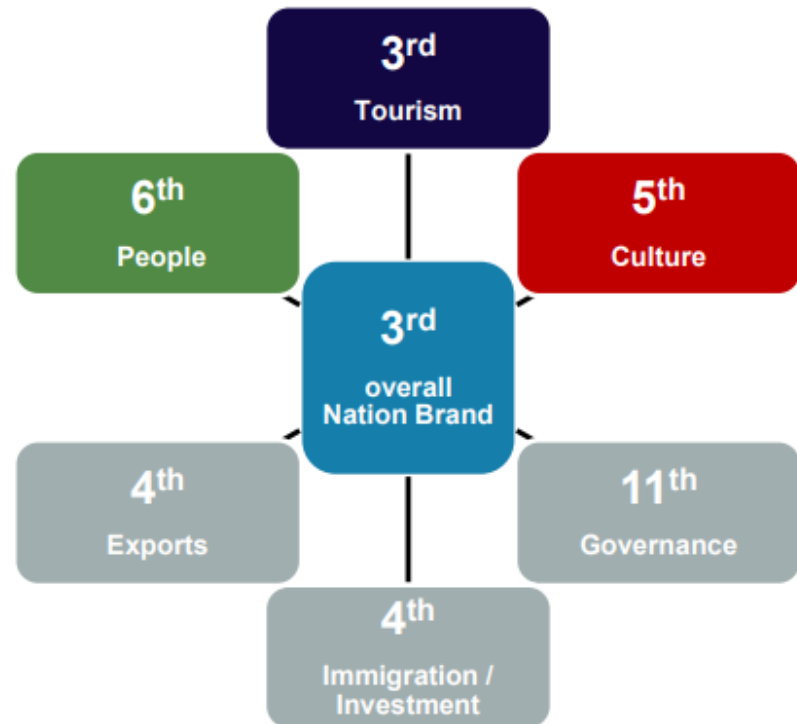 3rd
Tourism
6th
People
5th
Culture
3rd
overall
Nation Brand
4th
Exports
11th
Governance
4th
Immigration /
Investment